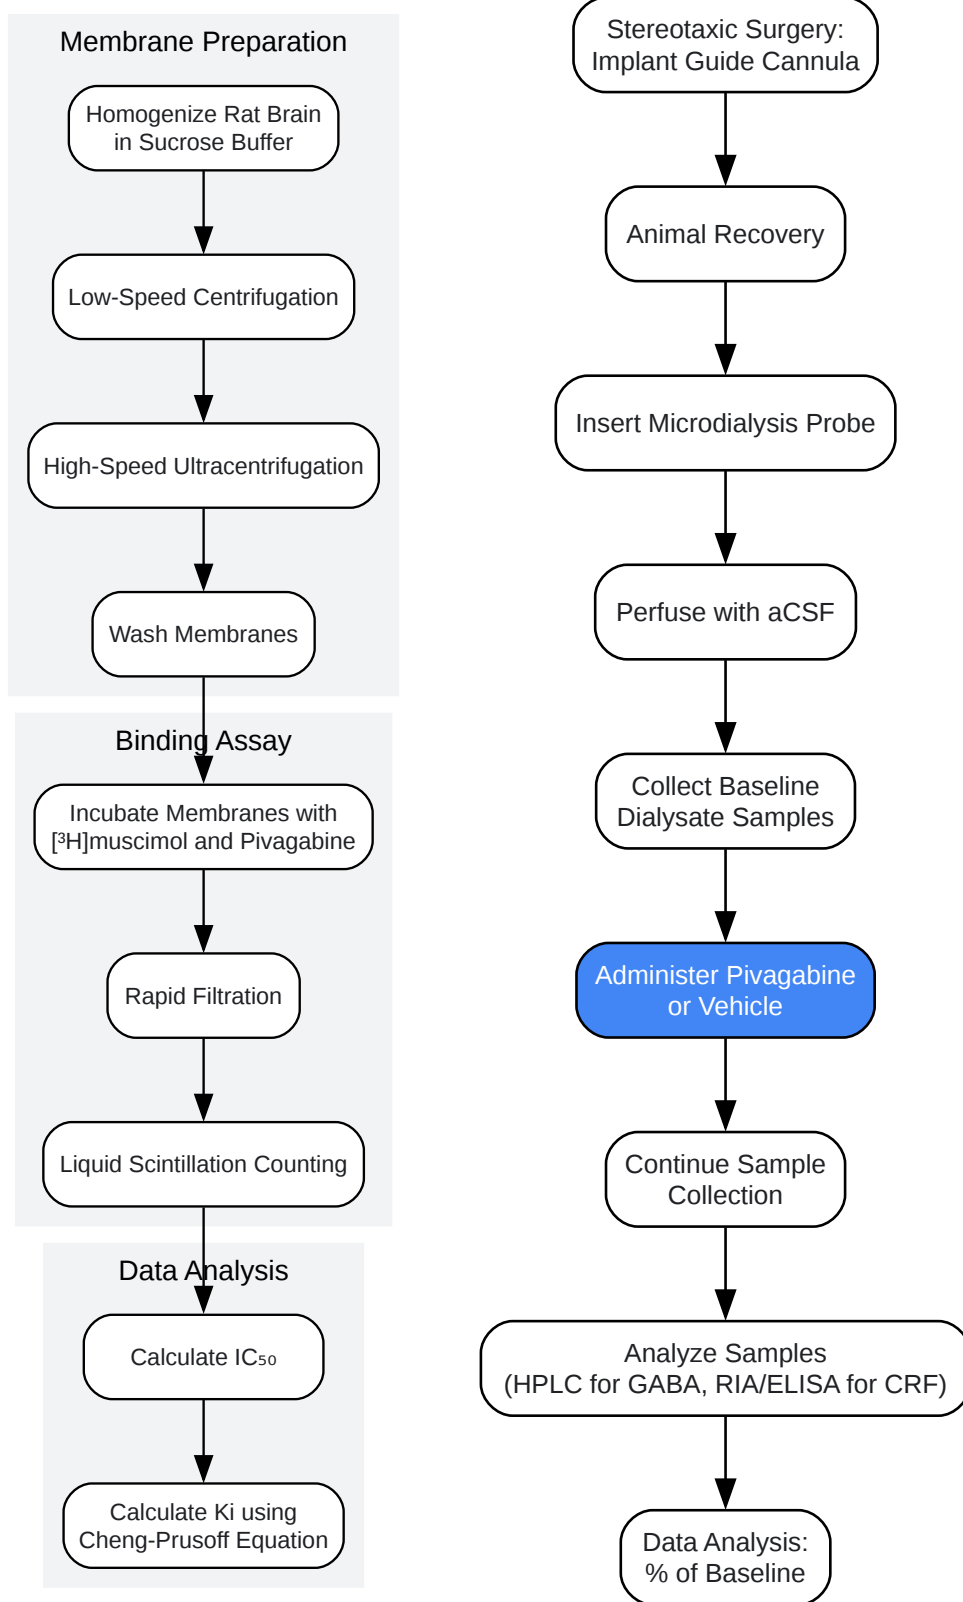 Membrane Preparation
Homogenize Rat Brain
in Sucrose Buffer
Low-Speed Centrifugation
High-Speed Ultracentrifugation
Wash Membranes
Binding Assay
Incubate Membranes with
[³H]muscimol and Pivagabine
Rapid Filtration
Liquid Scintillation Counting
Data Analysis
Calculate IC₅₀
Calculate Ki using
Cheng-Prusoff Equation
Stereotaxic Surgery:
Implant Guide Cannula
Animal Recovery
Insert Microdialysis Probe
Perfuse with aCSF
Collect Baseline
Dialysate Samples
Administer Pivagabine
or Vehicle
Continue Sample
Collection
Analyze Samples
(HPLC for GABA, RIA/ELISA for CRF)
Data Analysis:
% of Baseline